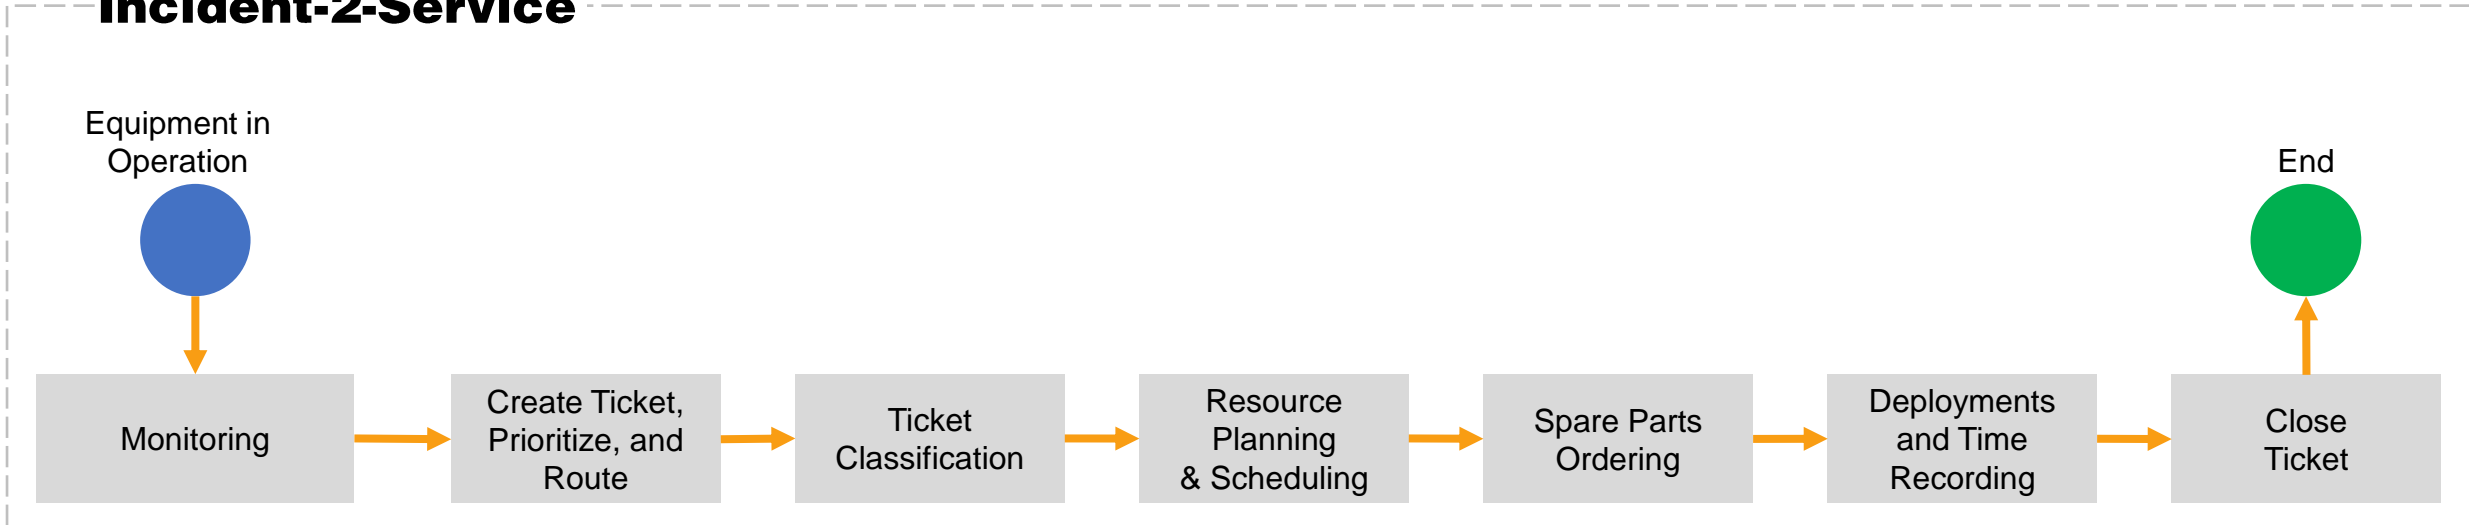 Incident-2-Service
Equipment in
Operation
End
Monitoring
Create Ticket,
Prioritize, and
Route
Ticket
Classification
Resource
Planning
& Scheduling
Spare Parts
Ordering
Deployments
and Time
Recording
Close
Ticket